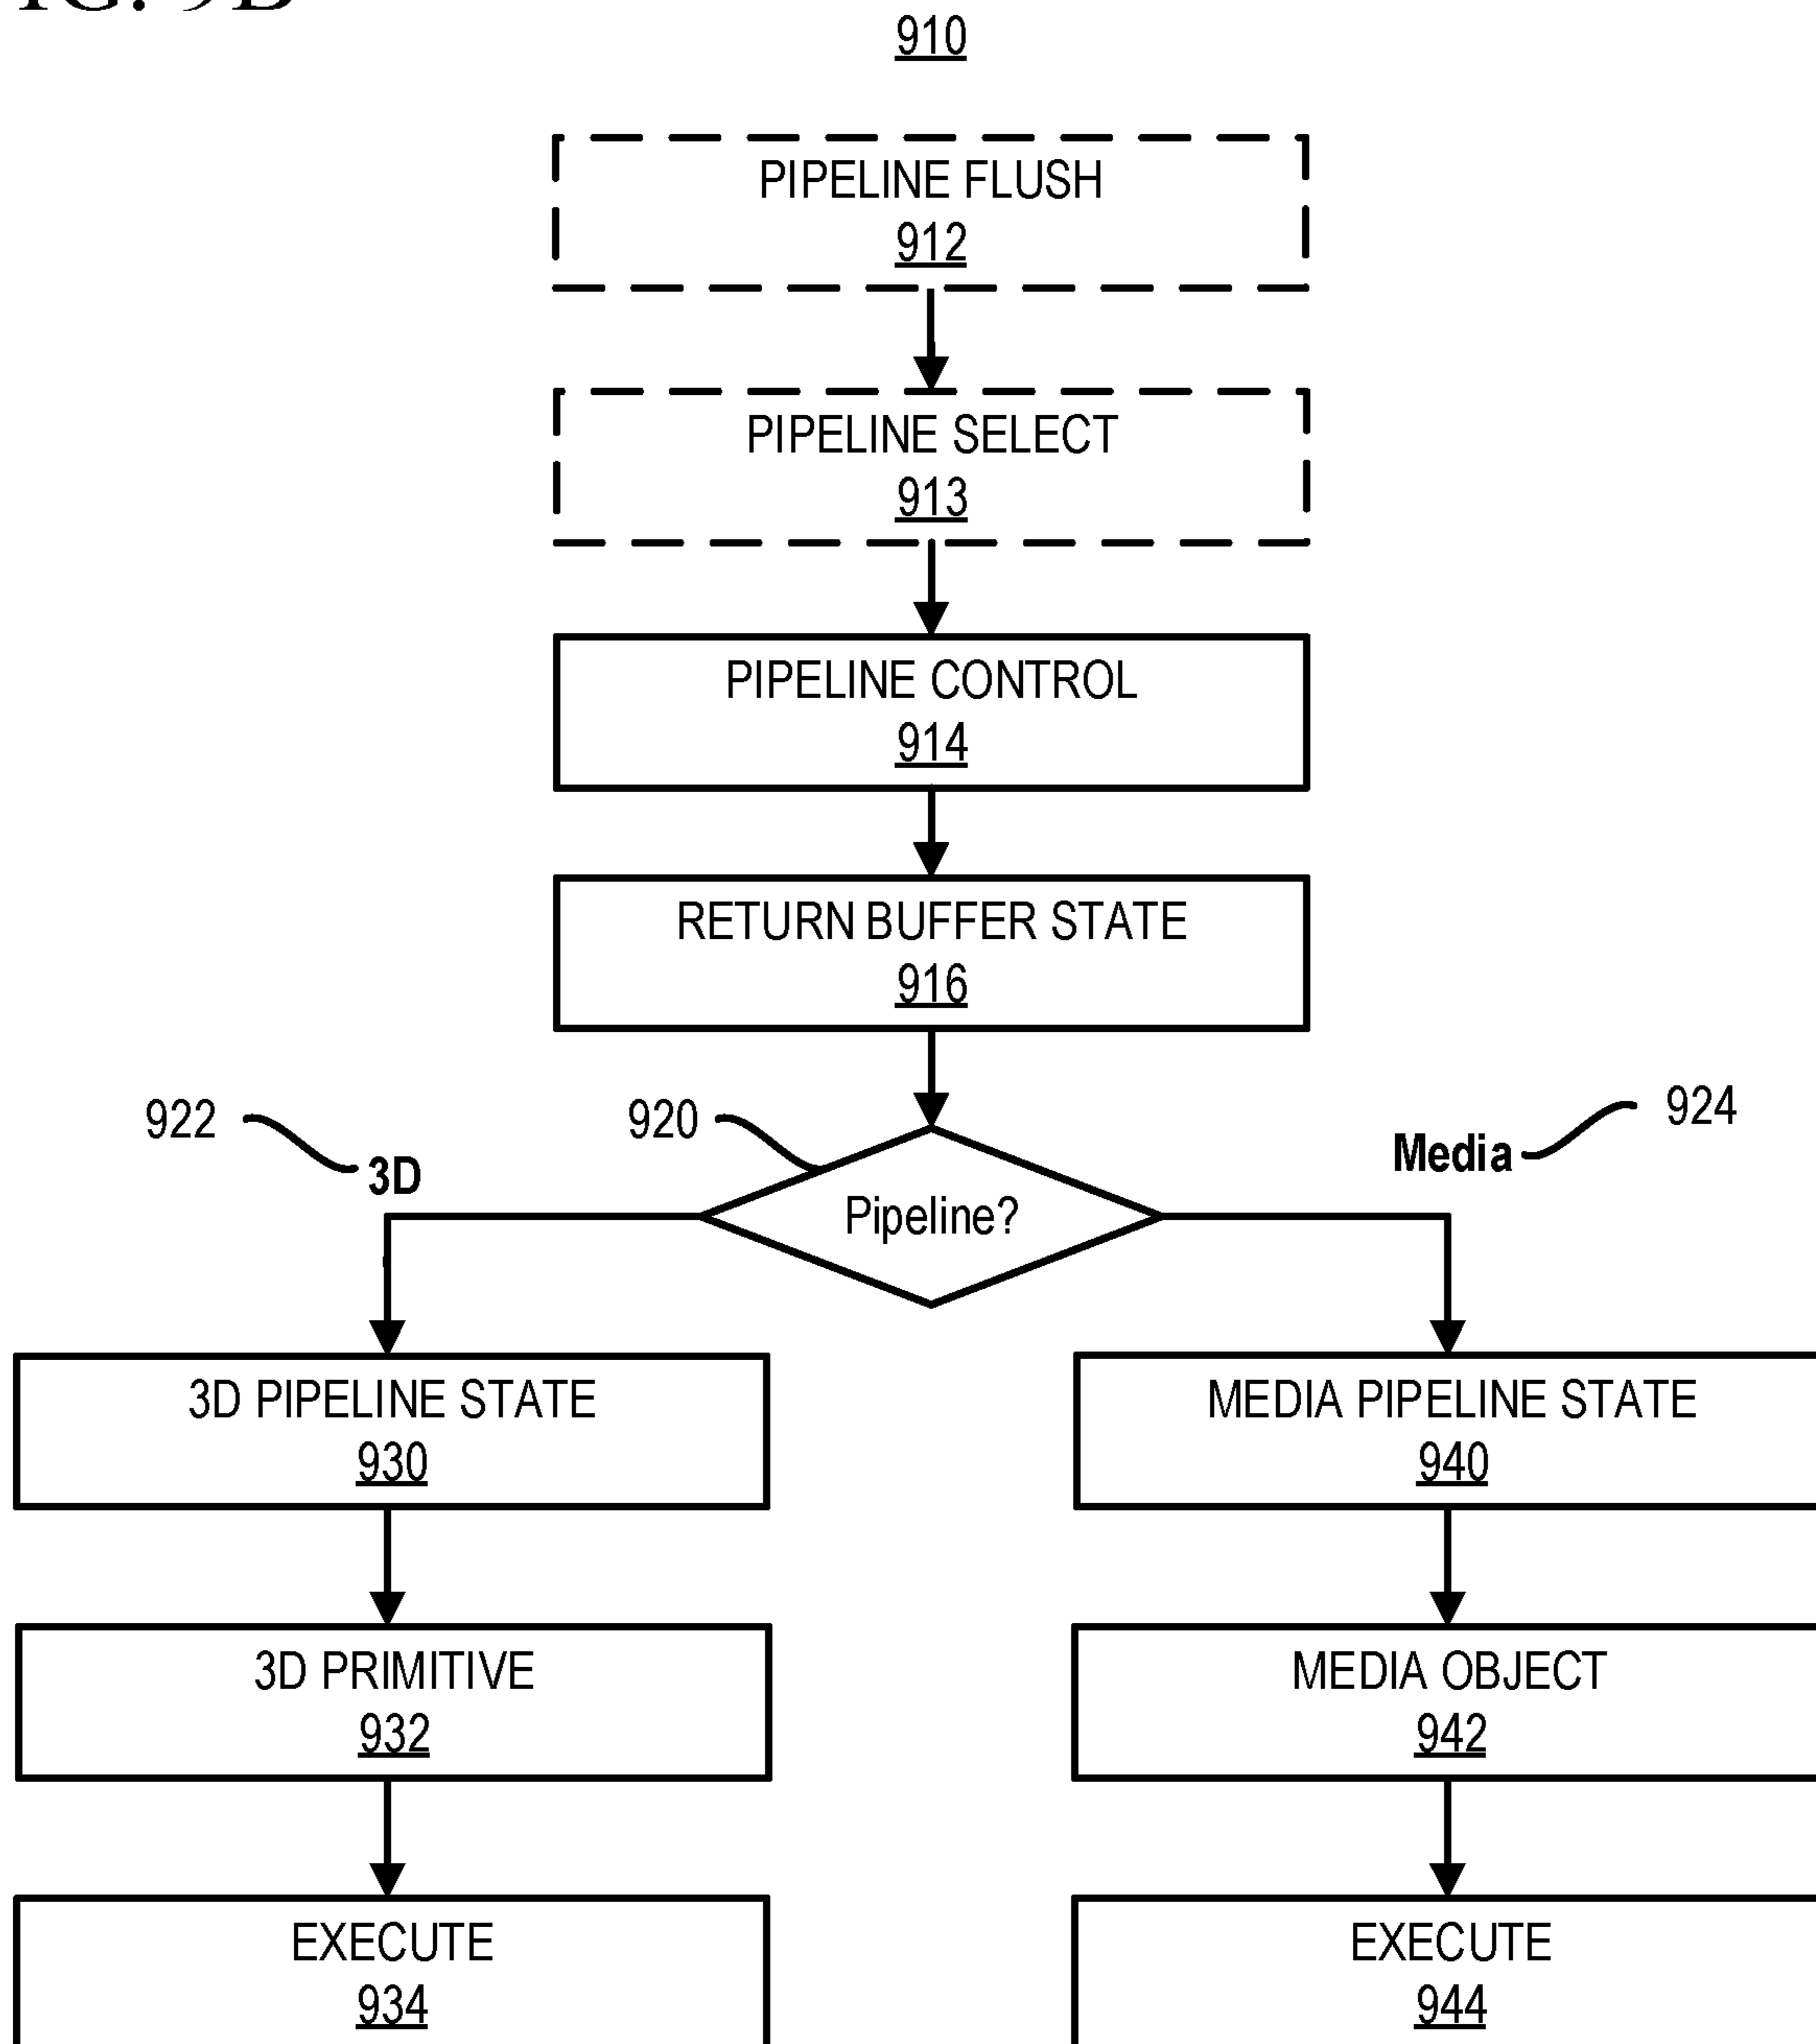 910
PIPELINE FLUSH
912
PIPELINE SELECT
913
PIPELINE CONTROL
914
RETURN BUFFER STATE
916
922
920
924
3D
Media
Pipeline?
3D PIPELINE STATE
930
MEDIA PIPELINE STATE
940
3D PRIMITIVE
932
MEDIA OBJECT
942
EXECUTE
934
EXECUTE
944